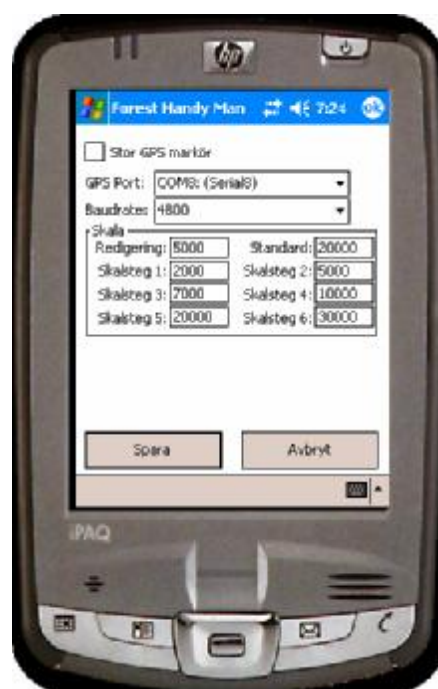 hp
Forest Handy Man 7:24 ok
Stor GPS markör
GPS Port: COM8: (Serial8)
Baudrate: 4800
Skala
Redigering: 5000 Standard: 20000
Skalsteg 1: 2000 Skalsteg 2: 5000
Skalsteg 3: 7000 Skalsteg 4: 10000
Skalsteg 5: 20000 Skalsteg 6: 30000
Spara Avbryt
iPAQ